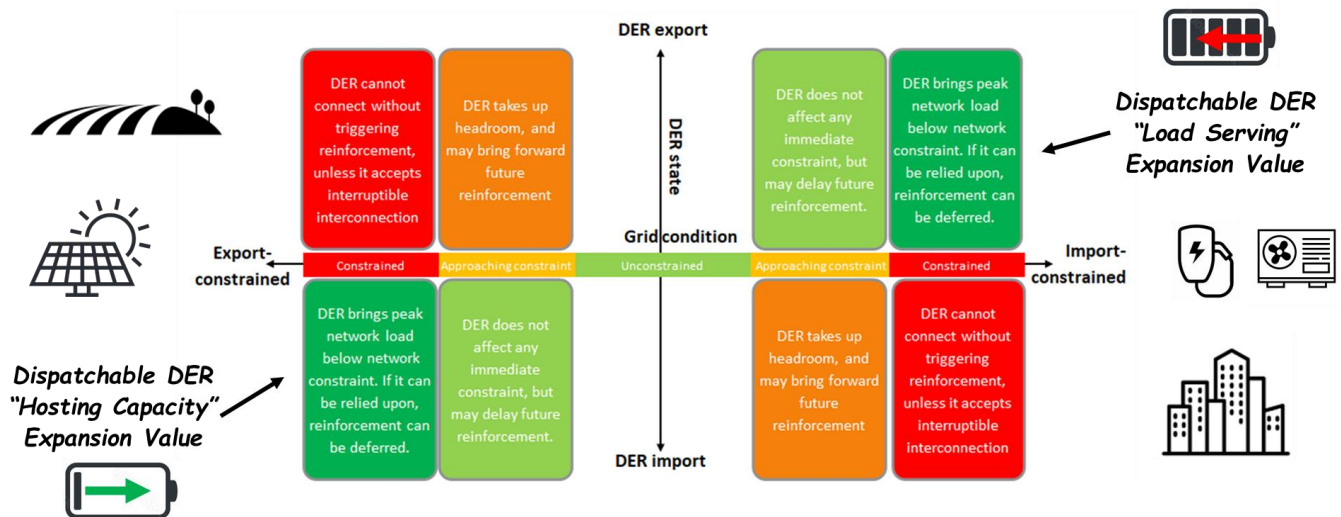 DER export
DER cannot
connect without
triggering
reinforcement,
unless it accepts
interruptible
interconnection
DER takes up
headroom, and
may bring forward
future
reinforcement
DER state
DER does not
affect any
immediate
constraint, but
may delay future
reinforcement.
DER brings peak
network load
below network
constraint. If it can
be relied upon,
reinforcement can
be deferred.
Dispatchable DER
"Load Serving"
Expansion Value
Grid condition
Export-
constrained
Constrained
Approaching constraint
Unconstrained
Approaching constraint
Constrained
Import-
constrained
DER brings peak
network load
below network
constraint. If it can
be relied upon,
reinforcement can
be deferred.
DER does not
affect any
immediate
constraint, but
may delay future
reinforcement.
DER takes up
headroom, and
may bring forward
future
reinforcement
DER cannot
connect without
triggering
reinforcement,
unless it accepts
interruptible
interconnection
Dispatchable DER
"Hosting Capacity"
Expansion Value
DER import